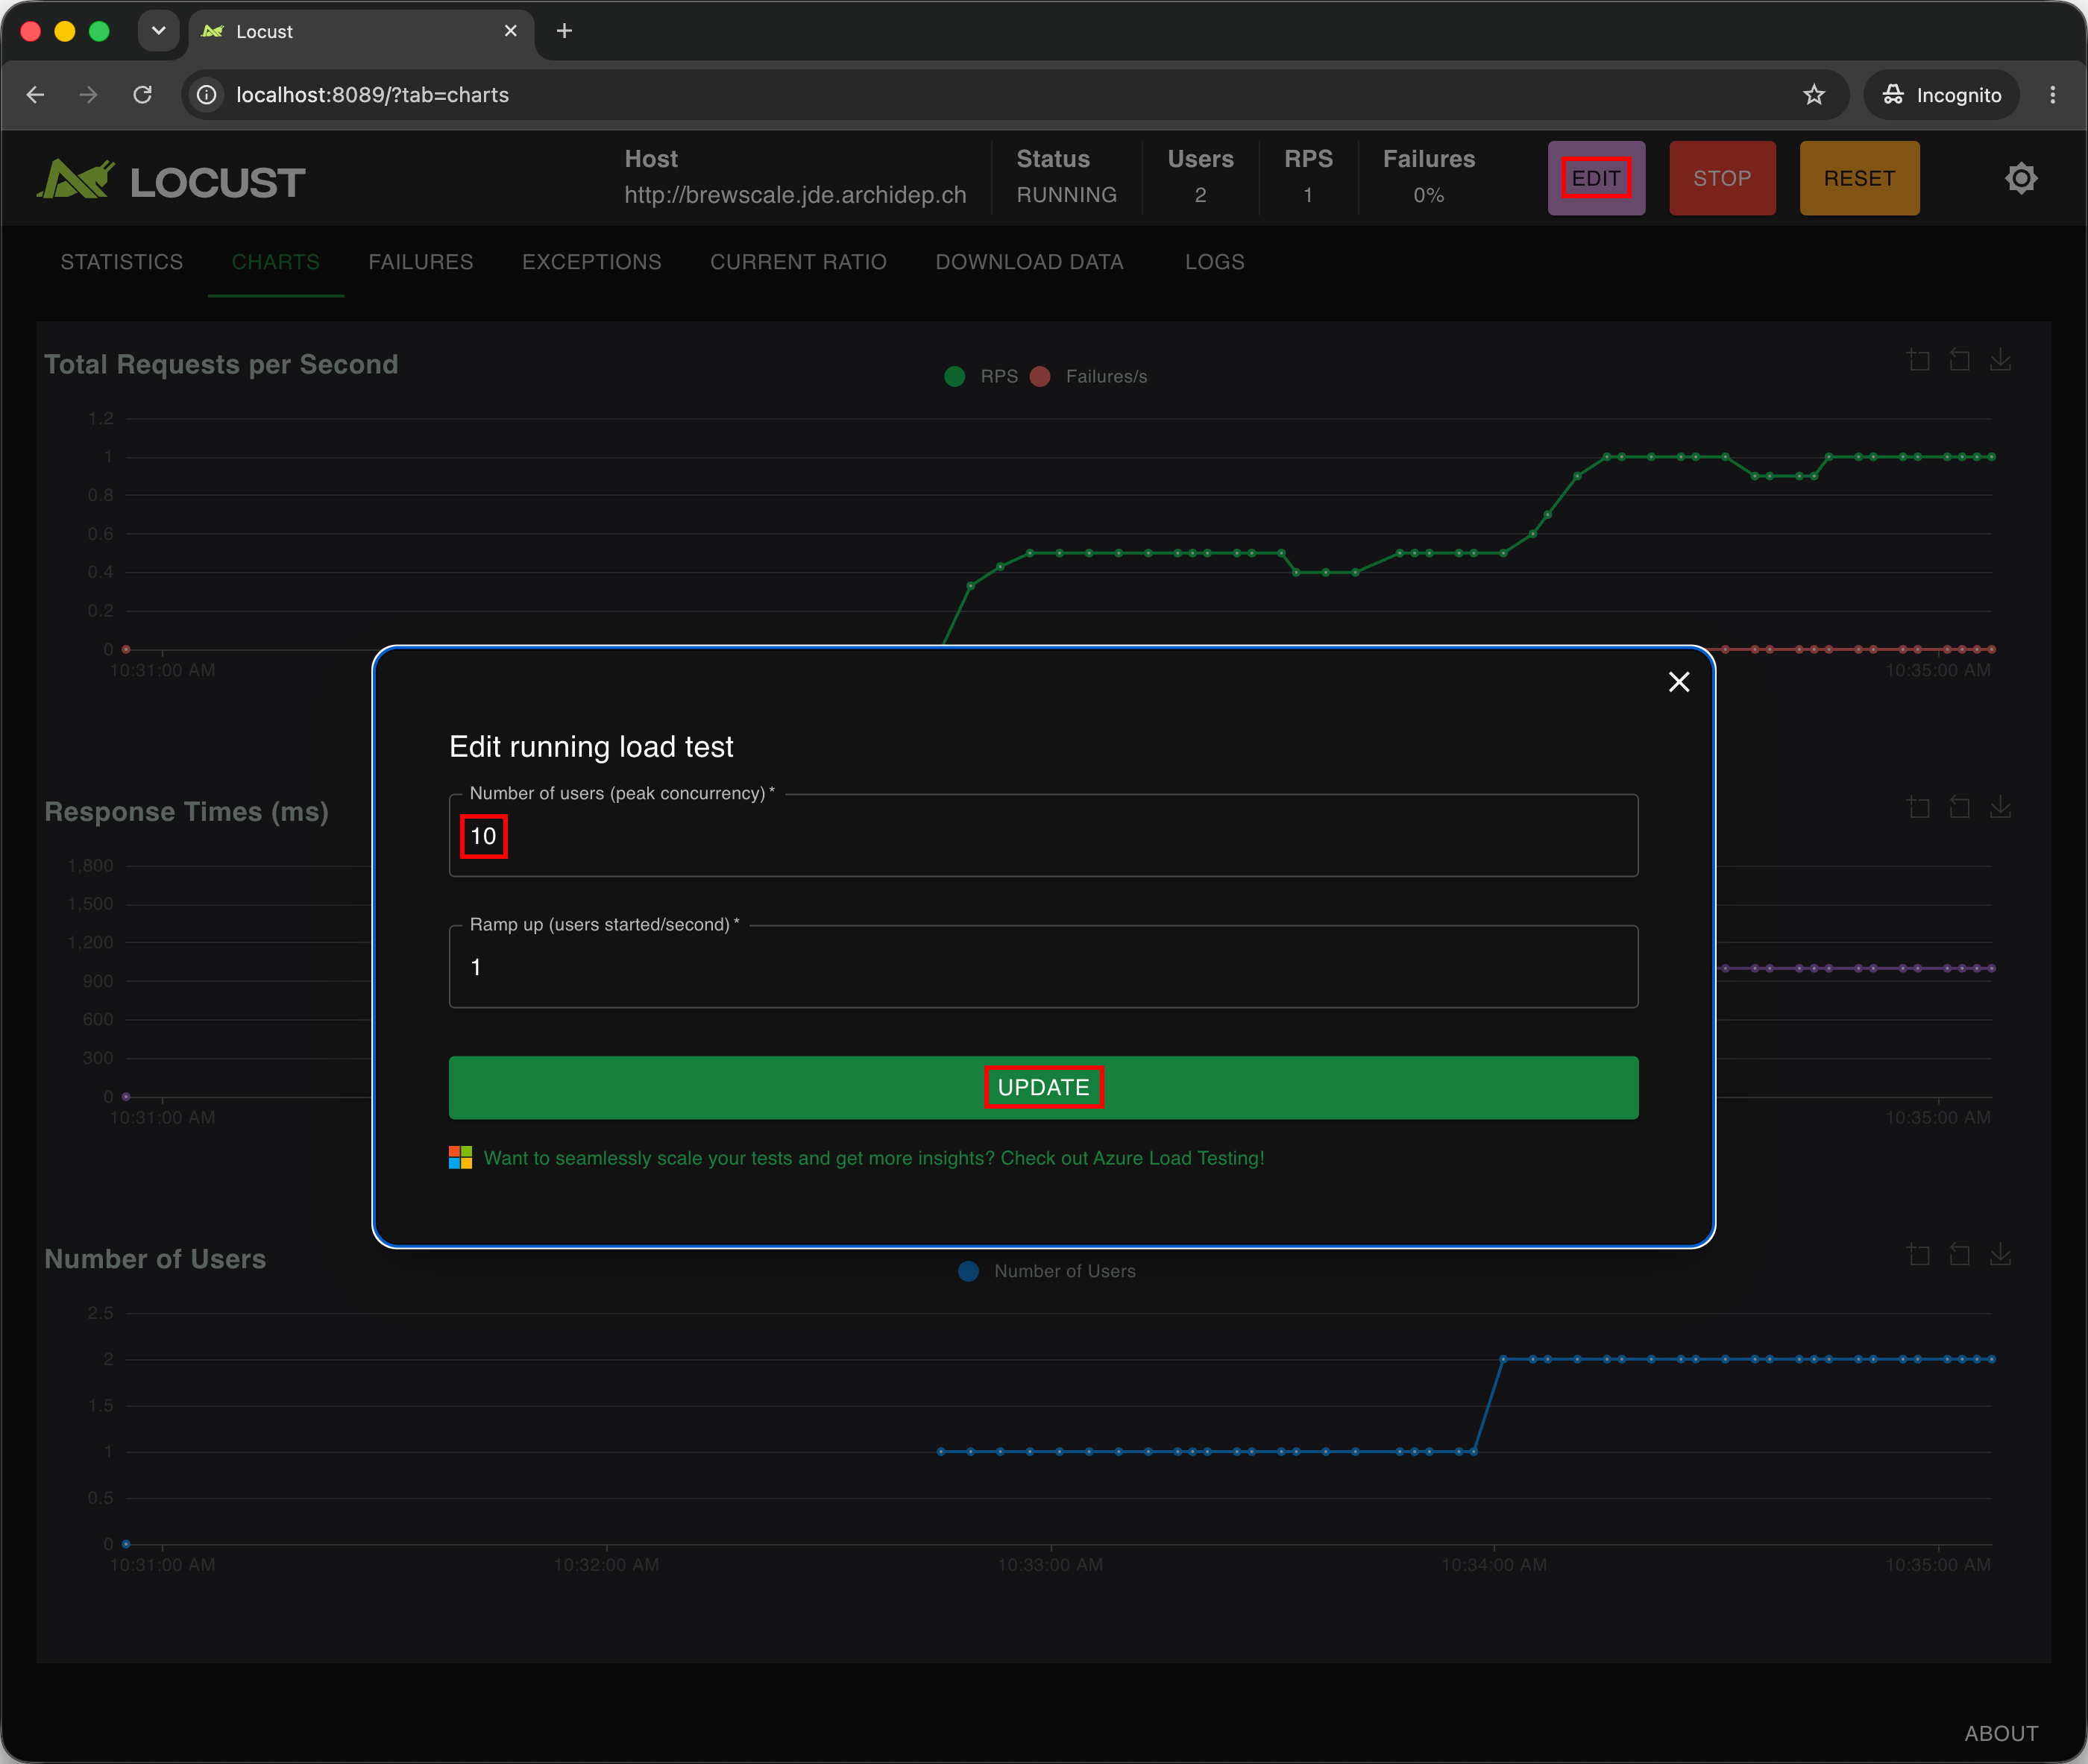 Locust
localhost:8089/?tab=charts
Incognito
LOCUST
Host
http://brewscale.jde.archidep.ch
Status
RUNNING
Users
2
RPS
1
Failures
0%
EDIT
STOP
RESET
STATISTICS
CHARTS
FAILURES
EXCEPTIONS
CURRENT RATIO
DOWNLOAD DATA
LOGS
Total Requests per Second
RPS
Failures/s
1.2
1
0.8
0.6
0.4
0.2
0
10:31:00 AM
10:35:00 AM
Edit running load test
Number of users (peak concurrency) *
10
Ramp up (users started/second) *
1
UPDATE
Want to seamlessly scale your tests and get more insights? Check out Azure Load Testing!
Response Times (ms)
1,800
1,500
1,200
900
600
300
0
10:31:00 AM
10:35:00 AM
Number of Users
Number of Users
2.5
2
1.5
1
0.5
0
10:31:00 AM
10:32:00 AM
10:33:00 AM
10:34:00 AM
10:35:00 AM
ABOUT